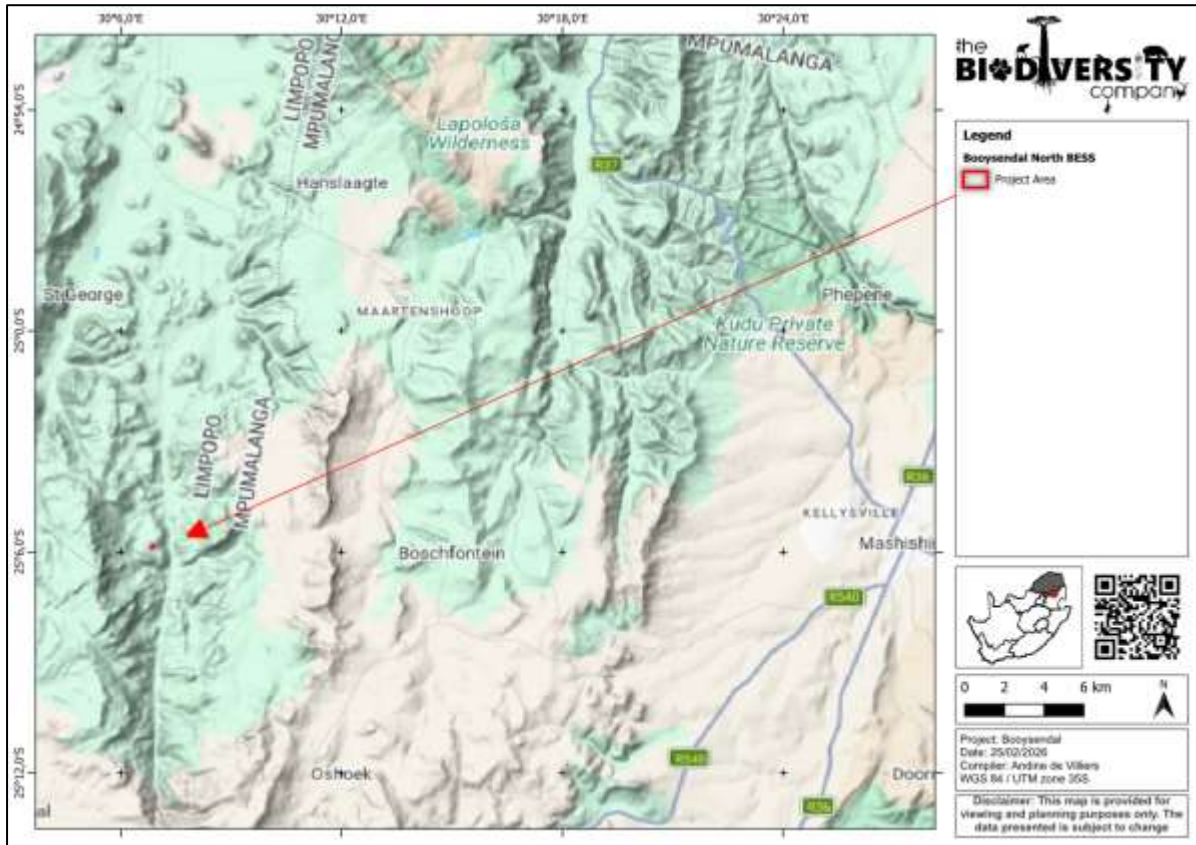 30°6,0'E 30°12,0'E 30°18,0'E 30°24,0'E
24°54,0'S
25°0,0'S
25°6,0'S
25°12,0'S
LIMPOPO
MPUMALANGA
MPUMALANGA
Lapologa
Wilderness
R37
Hanslaagte
St George
MAARTENSHOOP
Phepene
Kudu Private
Nature Reserve
LIMPOPO
MPUMALANGA
R36
KELLYSVILLE
Boschfontein
Mashishi
R540
R540
Oshoek
Doorn
R36
al
the
BIODIVERSITY
company
Legend
Booysendal North BESS
Project Area
0 2 4 6 km
N
Project: Booysendal
Date: 25/02/2026
Compiler: Andine de Villiers
WGS 84 / UTM zone 35S
Disclaimer: This map is provided for
viewing and planning purposes only. The
data presented is subject to change